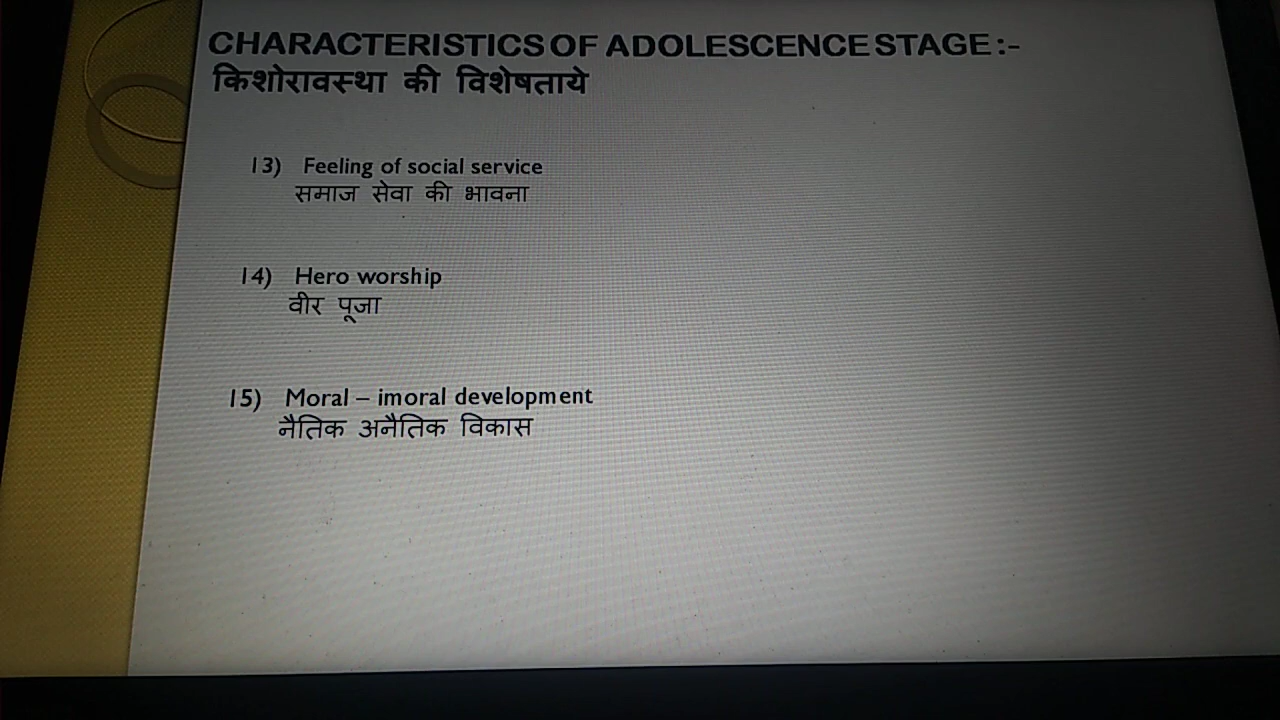 CHARACTERISTICS OF ADOLESCENCE STAGE :-
किशोरावस्था की विशेषताये
13) Feeling of social service
समाज सेवा की भावना
14) Hero worship
वीर पूजा
15) Moral – imoral development
नैतिक अनैतिक विकास